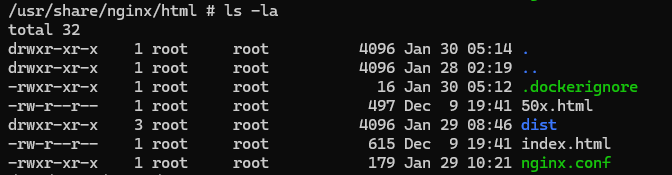 /usr/share/nginx/html # ls -la
total 32
drwxr-xr-x    1 root     root          4096 Jan 30 05:14 .
drwxr-xr-x    1 root     root          4096 Jan 28 02:19 ..
-rwxr-xr-x    1 root     root            16 Jan 30 05:12 .dockerignore
-rw-r--r--    1 root     root           497 Dec  9 19:41 50x.html
drwxr-xr-x    3 root     root          4096 Jan 29 08:46 dist
-rw-r--r--    1 root     root           615 Dec  9 19:41 index.html
-rwxr-xr-x    1 root     root           179 Jan 29 10:21 nginx.conf